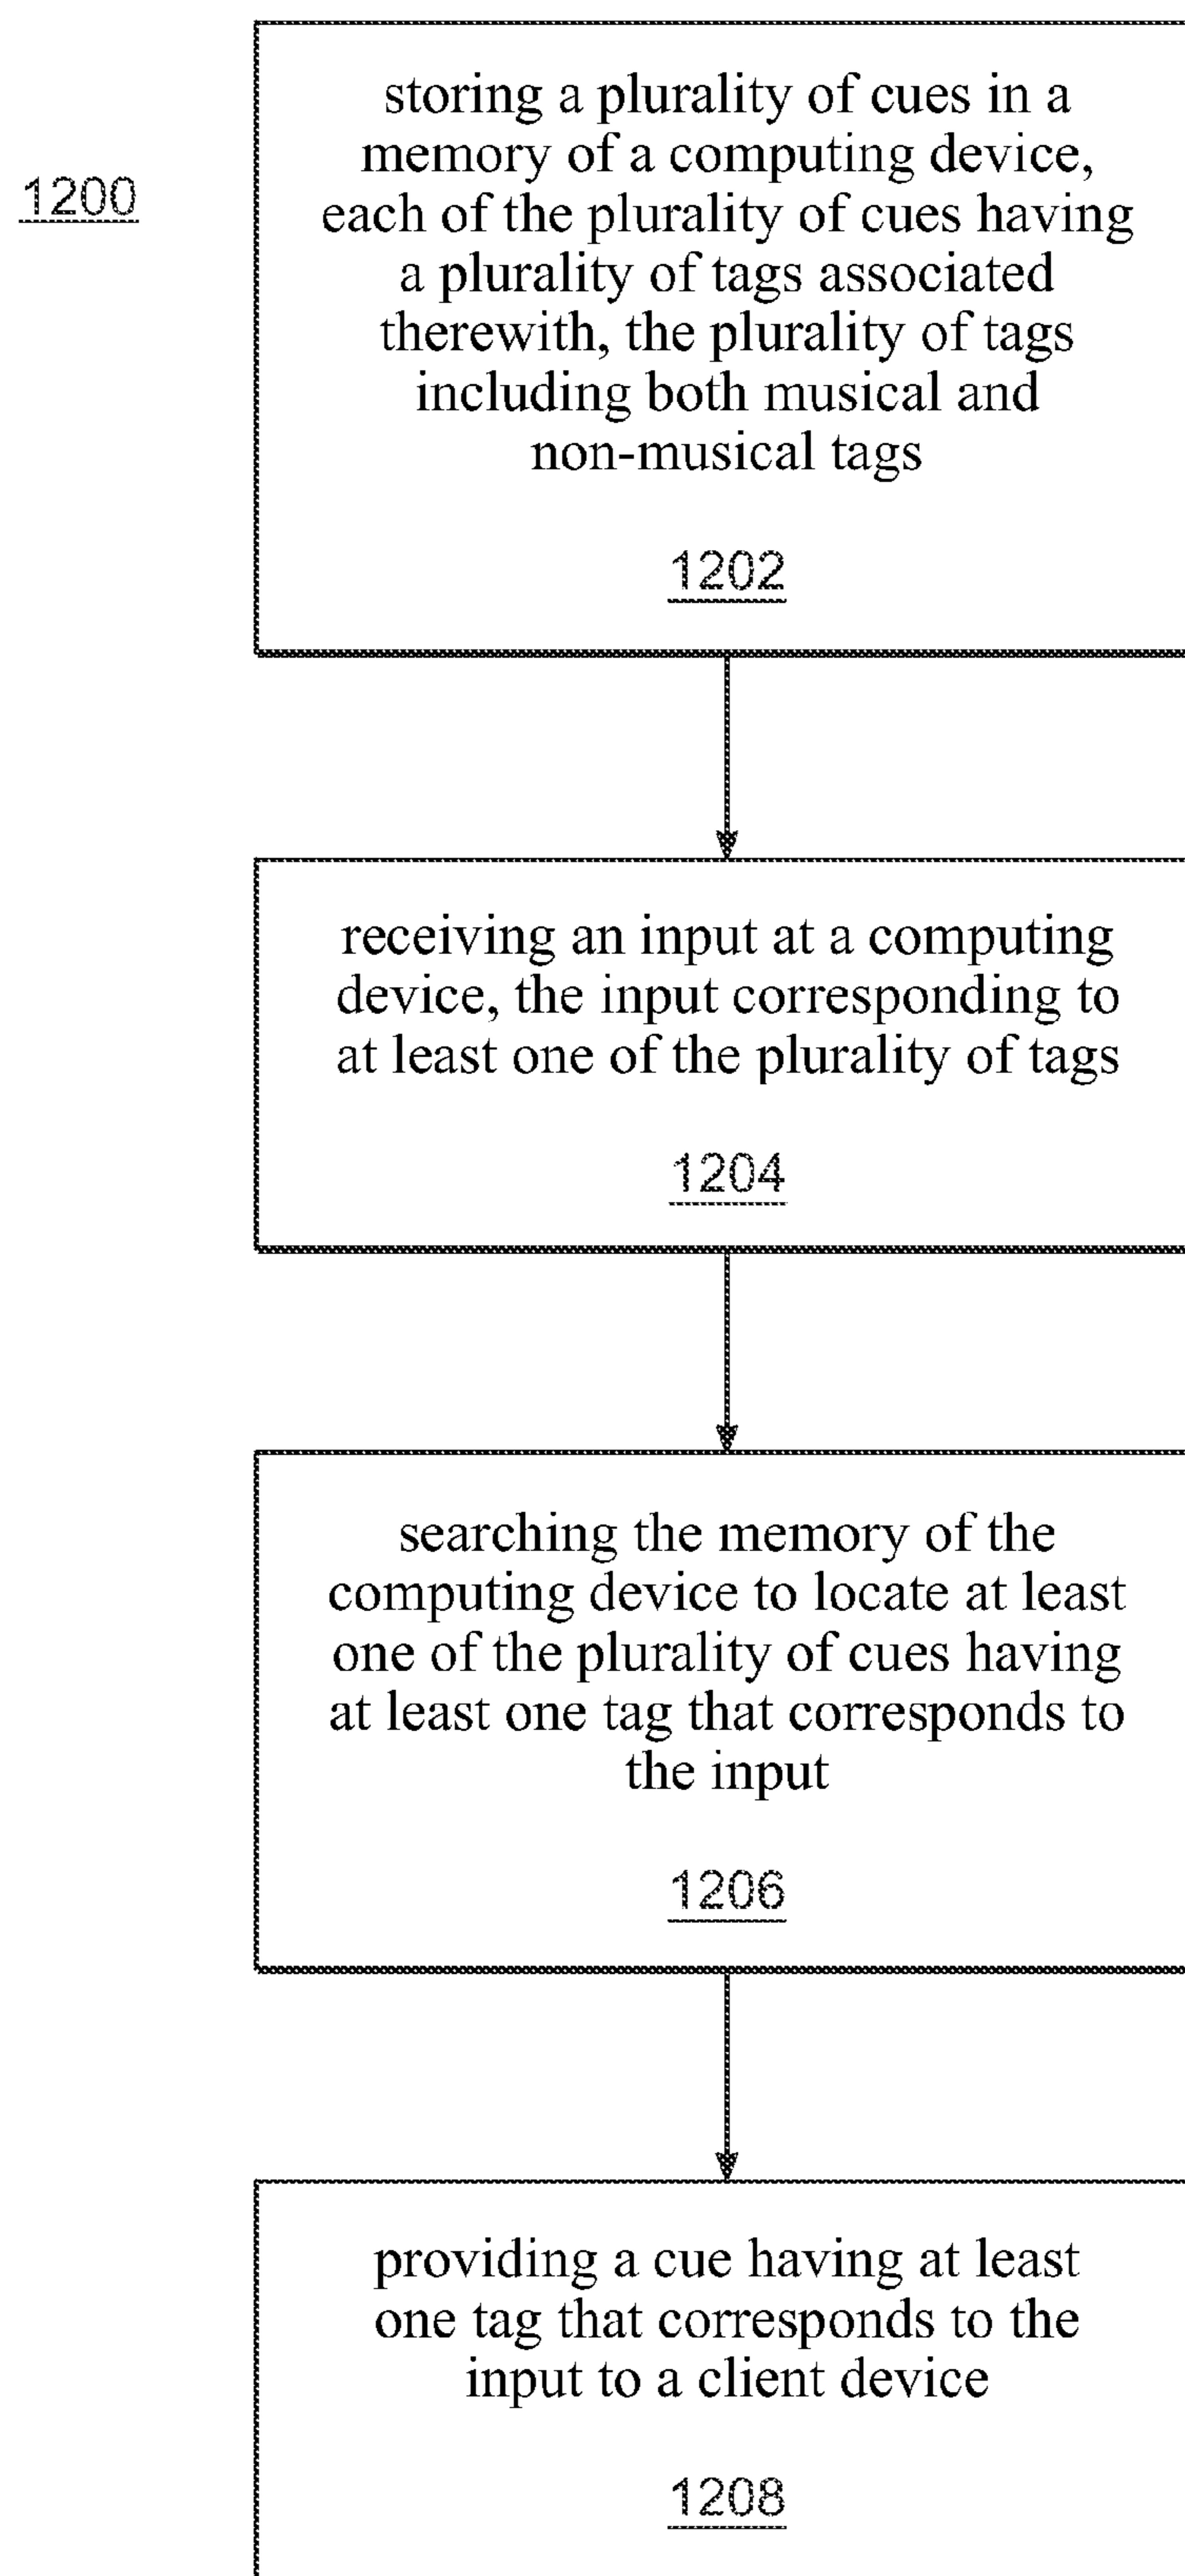 storing a plurality of cues in a
memory of a computing device,
1200
each of the plurality of cues having
a plurality of tags associated
therewith, the plurality of tags
including both musical and
non-musical tags
1202
receiving an input at a computing
device, the input corresponding to
at least one of the plurality of tags
1204
searching the memory of the
computing device to locate at least
one of the plurality of cues having
at least one tag that corresponds to
the input
1206
providing a cue having at least
one tag that corresponds to the
input to a client device
1208